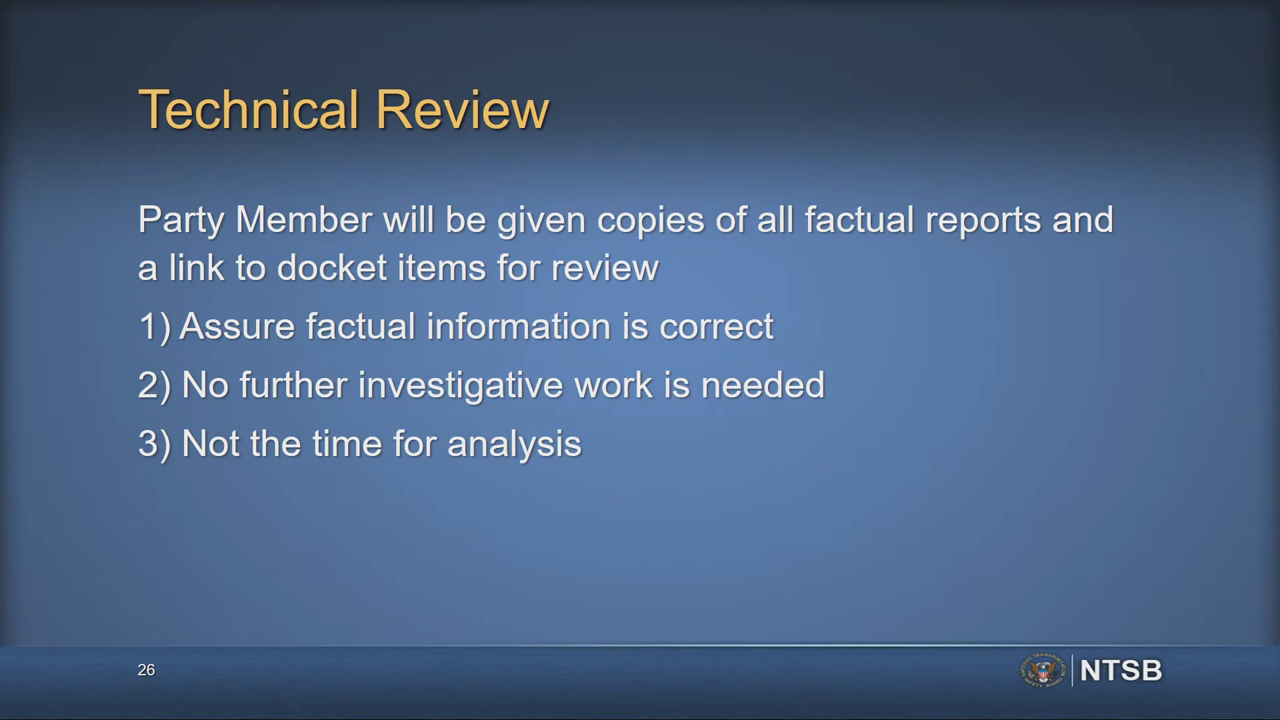 Technical Review
Party Member will be given copies of all factual reports and
a link to docket items for review
1) Assure factual information is correct
2) No further investigative work is needed
3) Not the time for analysis
26
NTSB